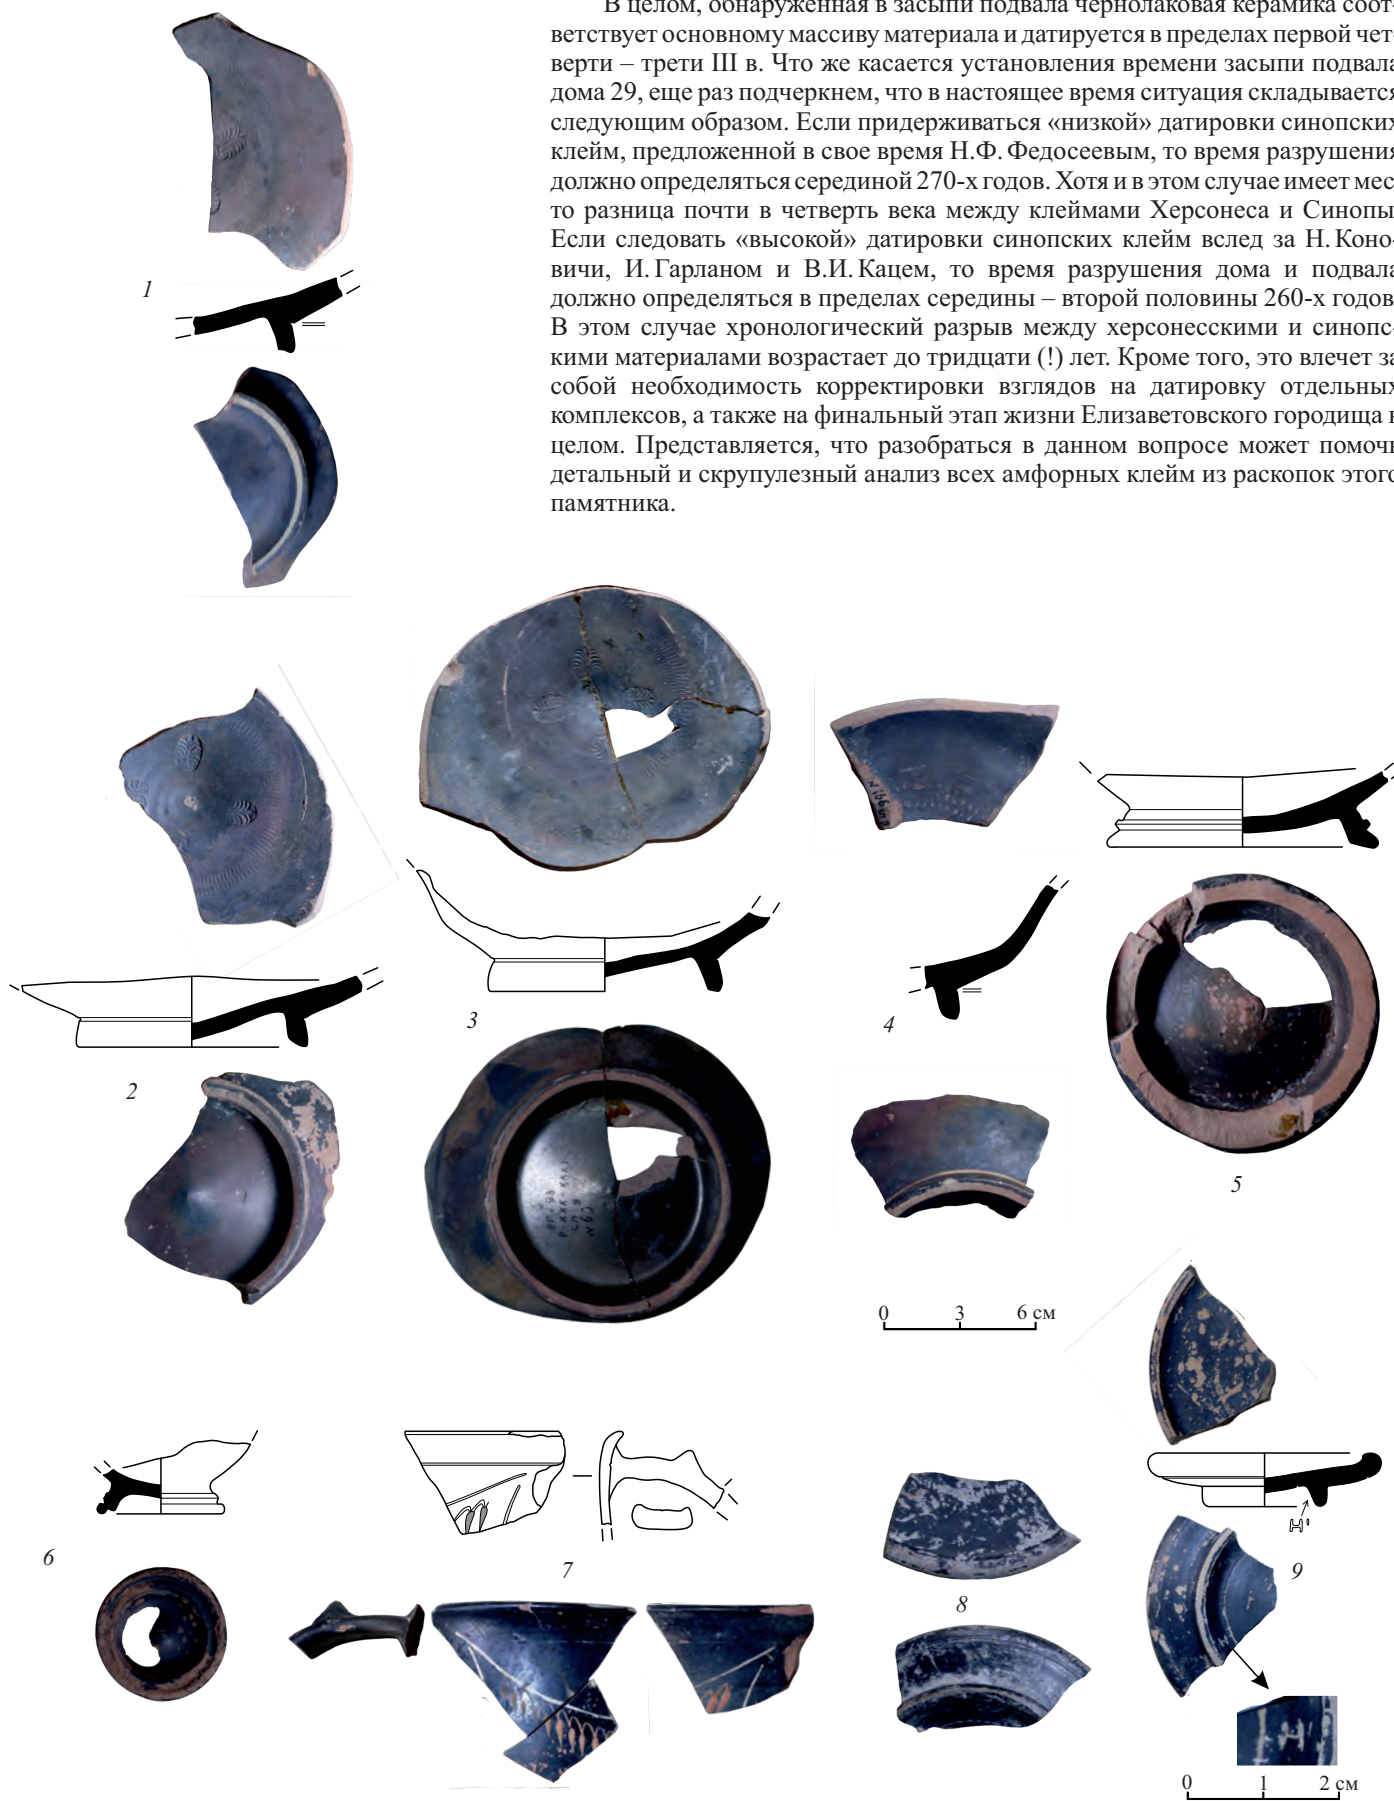 В целом, обнаруженная в засыпи подвала чернолаковая керамика соот-
ветствует основному массиву материала и датируется в пределах первой чет-
верти – трети III в. Что же касается установления времени засыпи подвала
дома 29, еще раз подчеркнем, что в настоящее время ситуация складывается
следующим образом. Если придерживаться «низкой» датировки синопских
клейм, предложенной в свое время Н.Ф. Федосеевым, то время разрушения
должно определяться серединой 270-х годов. Хотя и в этом случае имеет мес
то разница почти в четверть века между клеймами Херсонеса и Синопы
Если следовать «высокой» датировки синопских клейм вслед за Н. Коно-
вичи, И. Гарланом и В.И. Кацем, то время разрушения дома и подвала
должно определяться в пределах середины – второй половины 260-х годов
В этом случае хронологический разрыв между херсонесскими и синопс-
кими материалами возрастает до тридцати (!) лет. Кроме того, это влечет за
собой необходимость корректировки взглядов на датировку отдельных
комплексов, а также на финальный этап жизни Елизаветовского городища в
целом. Представляется, что разобраться в данном вопросе может помочь
детальный и скрупулезный анализ всех амфорных клейм из раскопок этого
памятника.
1
2
3
4
5
0 3 6 см
6
7
8
9
H'
0 1 2 см